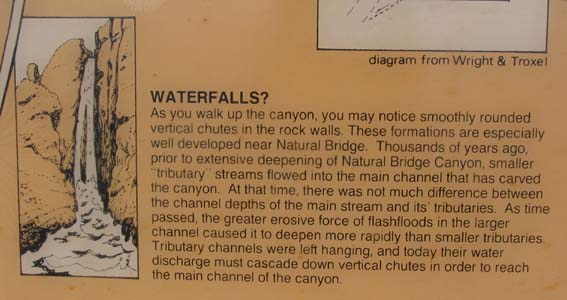 diagram from Wright & Troxel
WATERFALLS?
As you walk up the canyon, you may notice smoothly rounded
vertical chutes in the rock walls. These formations are especially
well developed near Natural Bridge. Thousands of years ago,
prior to extensive deepening of Natural Bridge Canyon, smaller
"tributary" streams flowed into the main channel that has carved
the canyon. At that time, there was not much difference between
the channel depths of the main stream and its' tributaries. As time
passed, the greater erosive force of flashfloods in the larger
channel caused it to deepen more rapidly than smaller tributaries.
Tributary channels were left hanging, and today their water
discharge must cascade down vertical chutes in order to reach
the main channel of the canyon.